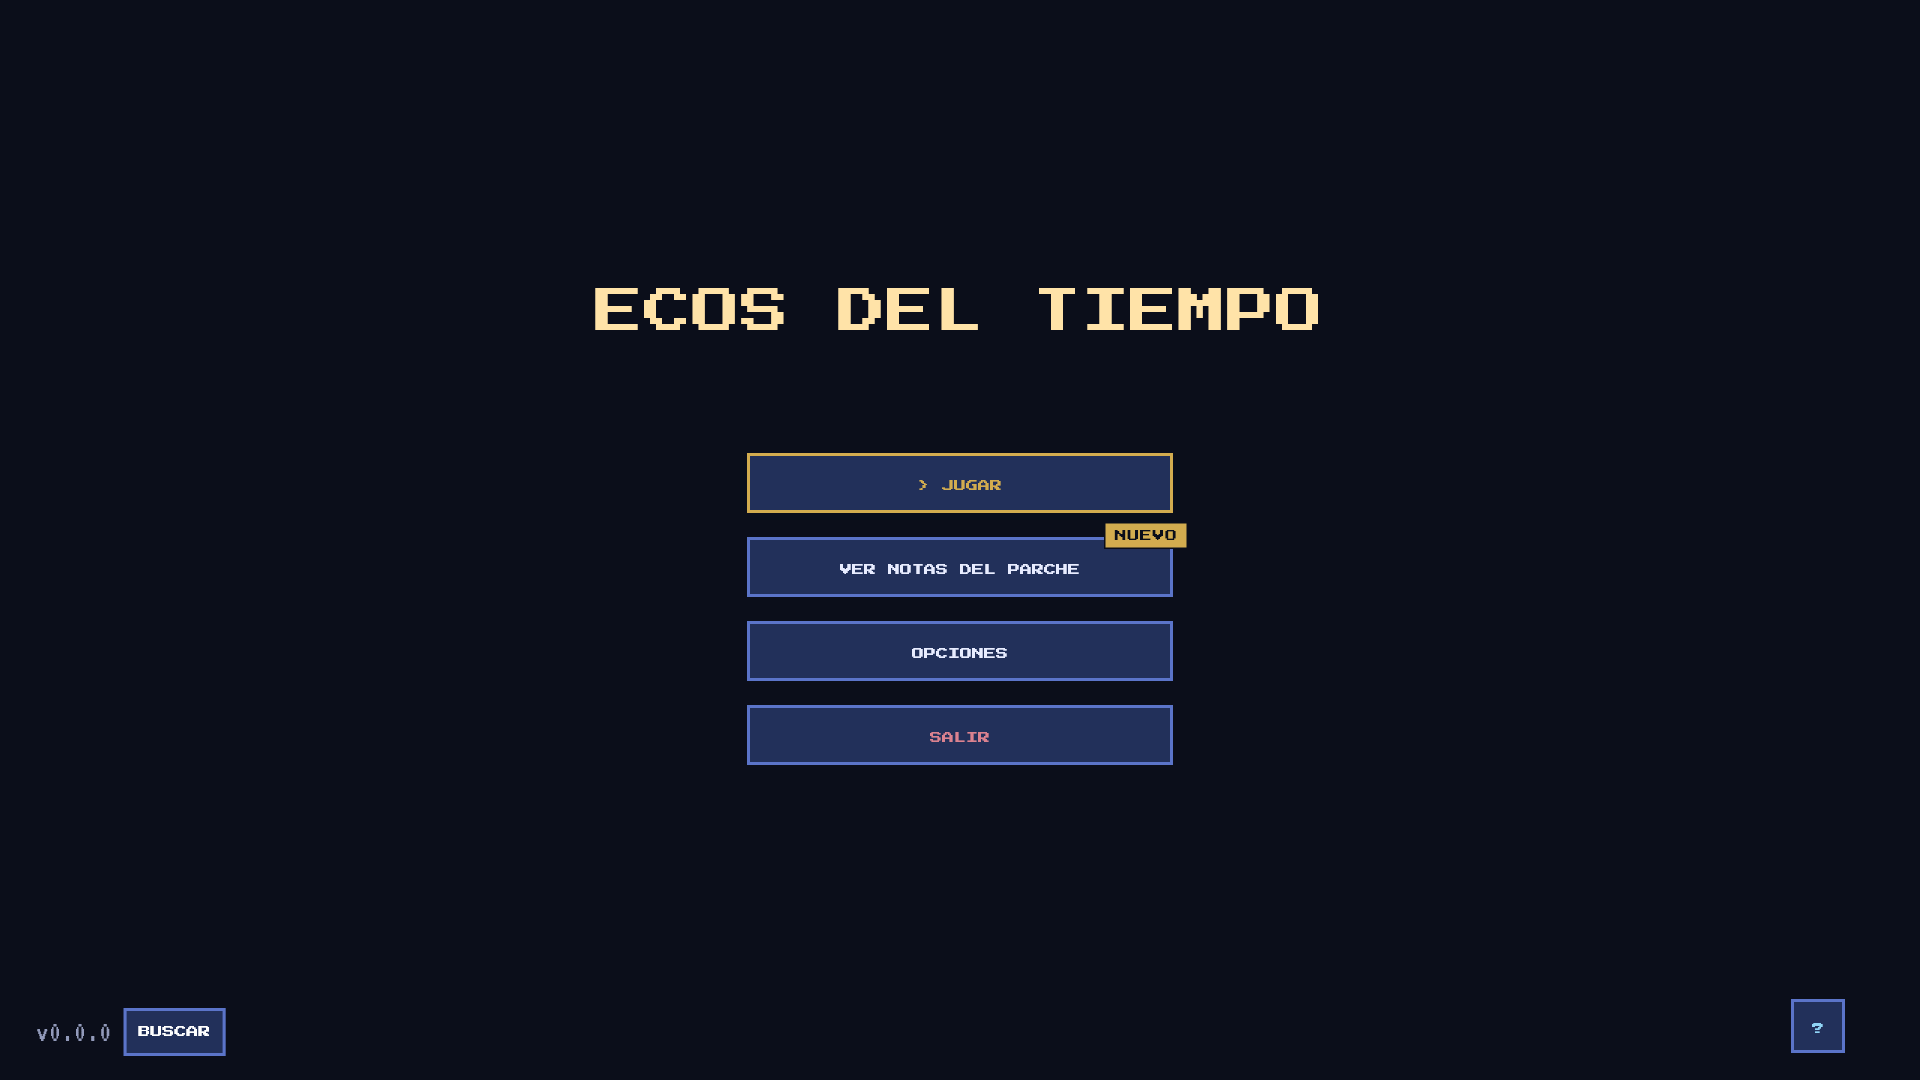 ECOS DEL TIEMPO
> JUGAR
NUEVO
VER NOTAS DEL PARCHE
OPCIONES
SALIR
v0.0.0
BUSCAR
?